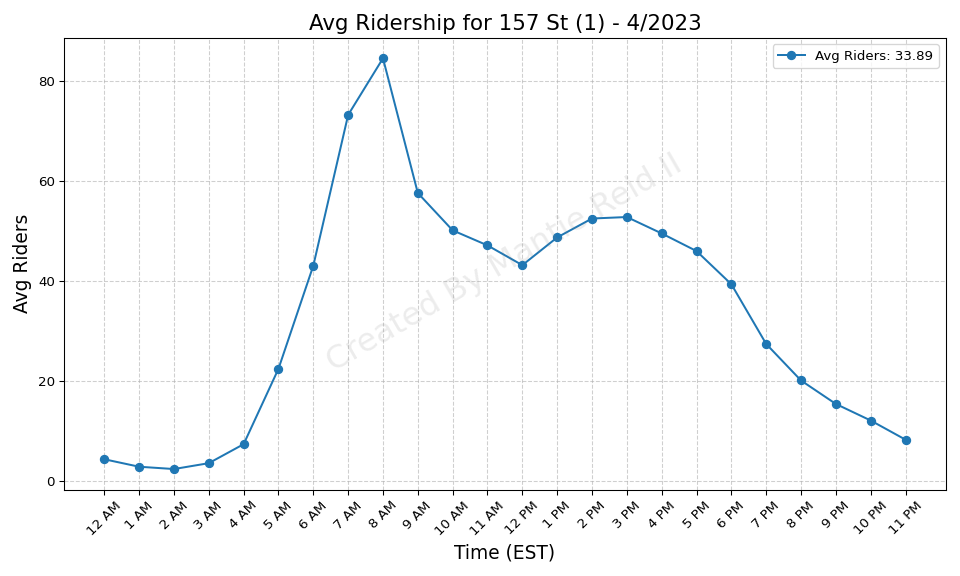 Avg Ridership for 157 St (1) - 4/2023
Avg Riders: 33.89
Avg Riders
80
60
40
20
0
12 AM 1 AM 2 AM 3 AM 4 AM 5 AM 6 AM 7 AM 8 AM 9 AM 10 AM 11 AM 12 PM 1 PM 2 PM 3 PM 4 PM 5 PM 6 PM 7 PM 8 PM 9 PM 10 PM 11 PM
Time (EST)
Created By Mantie Reid II